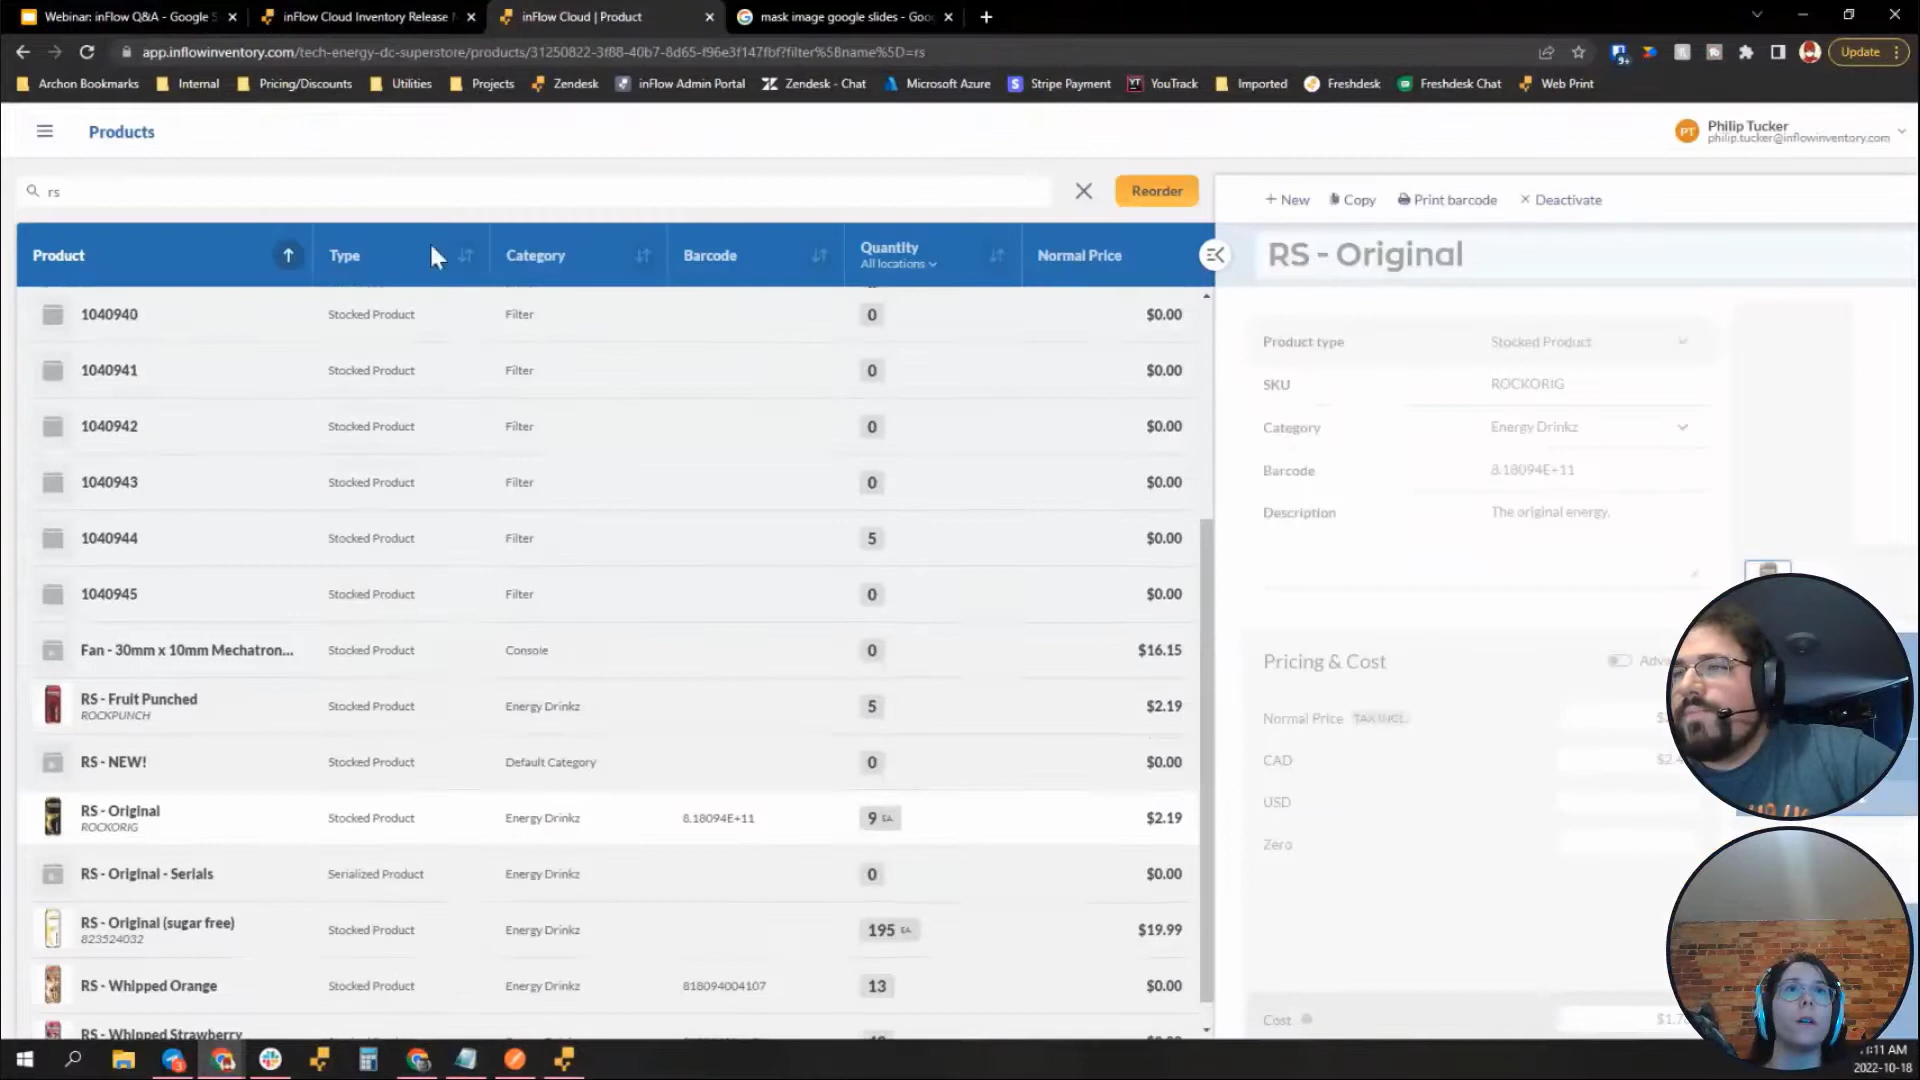 Webinar: inFlow Q&A - Google S
inFlow Cloud Inventory Release N
inFlow Cloud | Product
mask image google slides - Goo
app.inflowinventory.com/tech-energy-dc-superstore/products/31250822-3f88-40b7-8d65-f96e3f147fbf?filter%5Bname%5D=rs
Update
Archon Bookmarks
Internal
Pricing/Discounts
Utilities
Projects
Zendesk
inFlow Admin Portal
Zendesk - Chat
Microsoft Azure
Stripe Payment
YouTrack
Imported
Freshdesk
Freshdesk Chat
Web Print
Products
PT
Philip Tucker
philip.tucker@inflowinventory.com
rs
Reorder
New
Copy
Print barcode
Deactivate
Product
Type
Category
Barcode
Quantity
All locations
Normal Price
RS - Original
1040940 Stocked Product Filter 0 $0.00
1040941 Stocked Product Filter 0 $0.00
1040942 Stocked Product Filter 0 $0.00
1040943 Stocked Product Filter 0 $0.00
1040944 Stocked Product Filter 5 $0.00
1040945 Stocked Product Filter 0 $0.00
Fan - 30mm x 10mm Mechatron... Stocked Product Console 0 $16.15
RS - Fruit Punched Stocked Product Energy Drinkz 5 $2.19
ROCKPUNCH
RS - NEW! Stocked Product Default Category 0 $0.00
RS - Original Stocked Product Energy Drinkz 8.18094E+11 9 EA. $2.19
ROCKORIG
RS - Original - Serials Serialized Product Energy Drinkz 0 $0.00
RS - Original (sugar free) Stocked Product Energy Drinkz 195 EA. $19.99
823524032
RS - Whipped Orange Stocked Product Energy Drinkz 818094004107 13 $0.00
RS - Whipped Strawberry
Product type Stocked Product
SKU ROCKORIG
Category Energy Drinkz
Barcode 8.18094E+11
Description The original energy.
Pricing & Cost
Normal Price TAX INCL.
CAD
USD
Zero
Cost
11:11 AM
2022-10-18